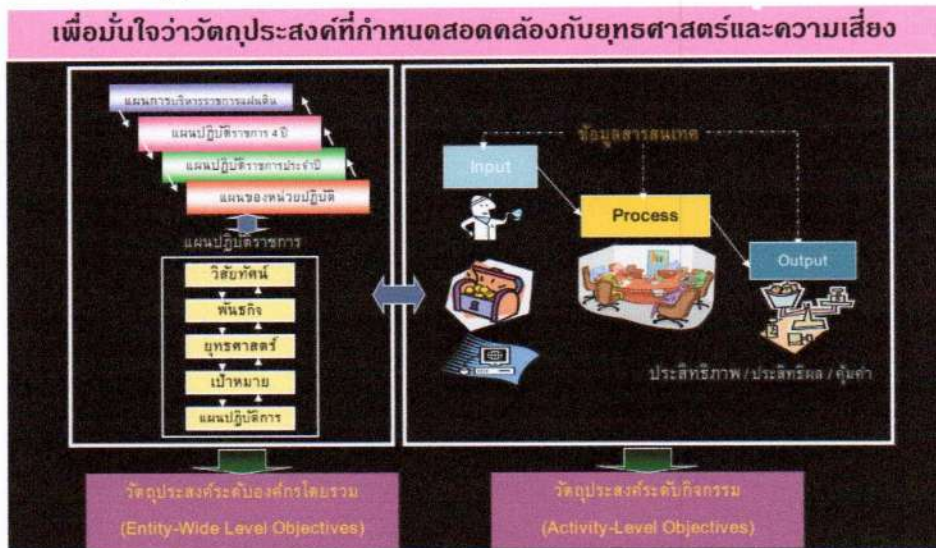 เพื่อมั่นใจว่าวัตถุประสงค์ที่กำหนดสอดคล้องกับยุทธศาสตร์และความเสี่ยง
แผนการบริหารราชการแผ่นดิน
แผนปฏิบัติราชการ 4 ปี
แผนปฏิบัติราชการประจำปี
แผนของหน่วยปฏิบัติ
แผนปฏิบัติราชการ
วิสัยทัศน์
พันธกิจ
ยุทธศาสตร์
เป้าหมาย
แผนปฏิบัติการ
ข้อมูลสารสนเทศ
Input
Process
Output
ประสิทธิภาพ / ประสิทธิผล / คุ้มค่า
วัตถุประสงค์ระดับองค์กรโดยรวม
(Entity-Wide Level Objectives)
วัตถุประสงค์ระดับกิจกรรม
(Activity-Level Objectives)